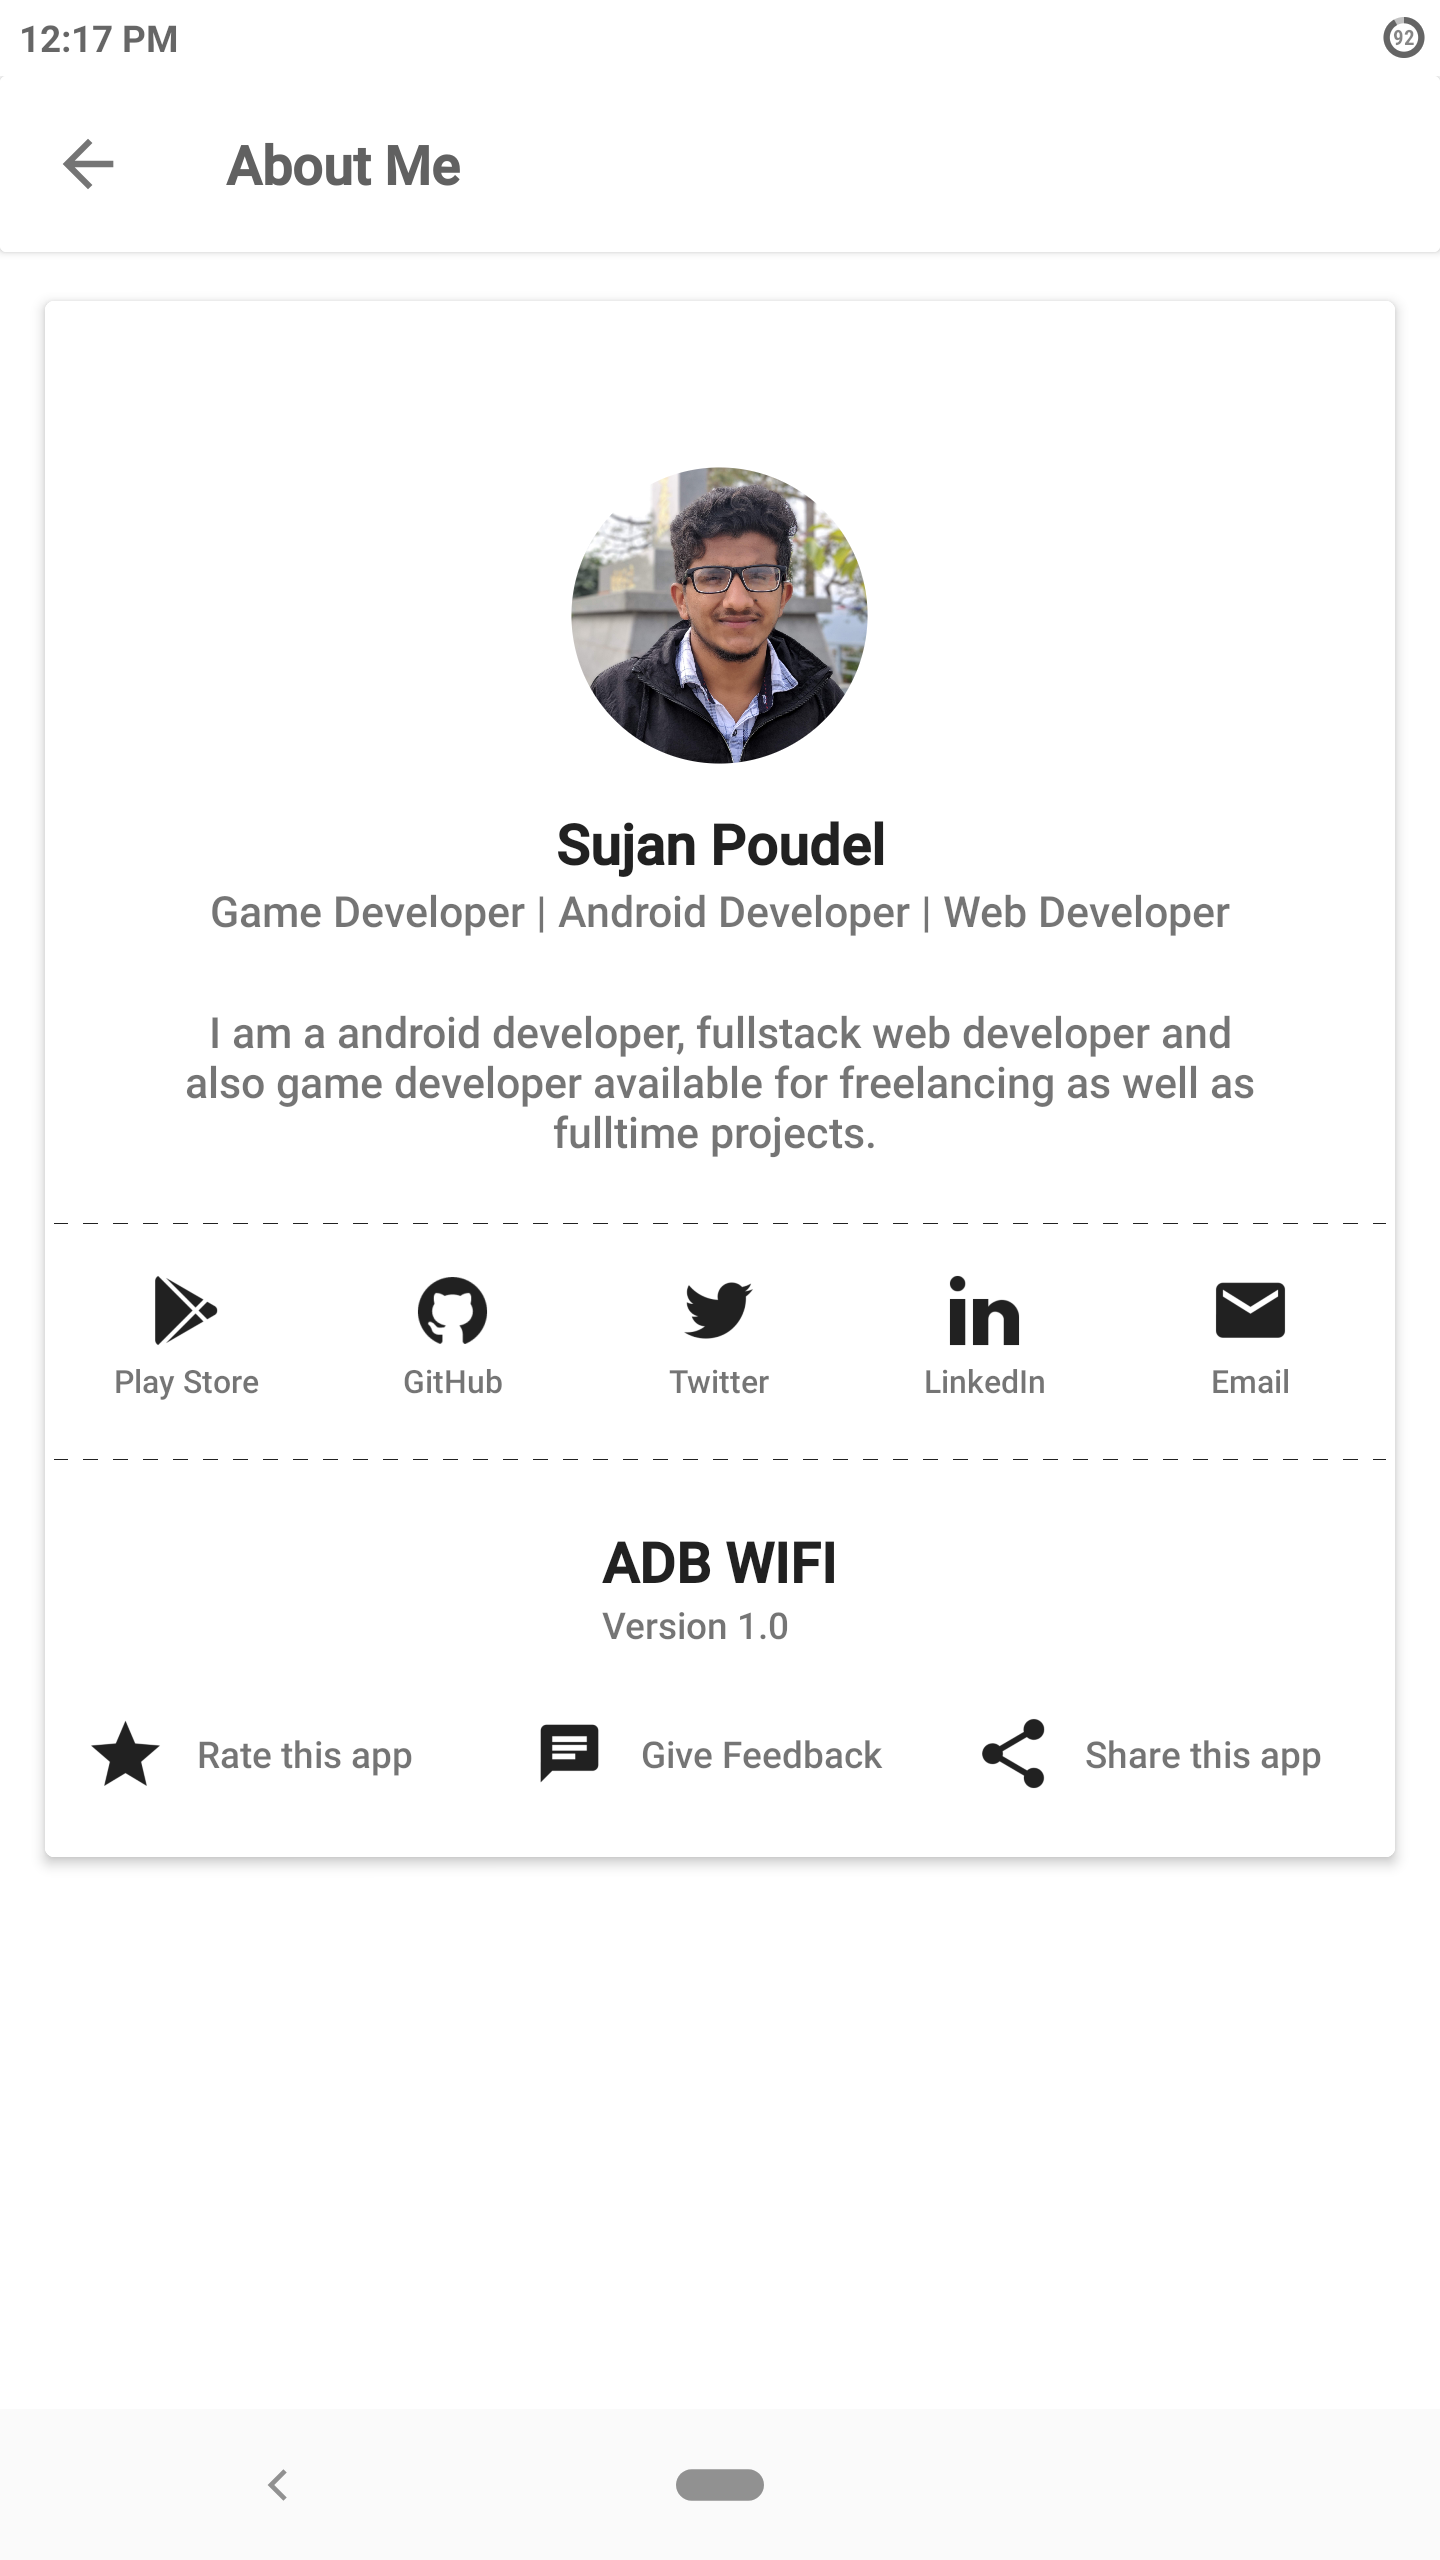 12:17 PM
92
About Me
Sujan Poudel
Game Developer | Android Developer | Web Developer
I am a android developer, fullstack web developer and
also game developer available for freelancing as well as
fulltime projects.
Play Store GitHub Twitter LinkedIn Email
ADB WIFI
Version 1.0
Rate this app Give Feedback Share this app